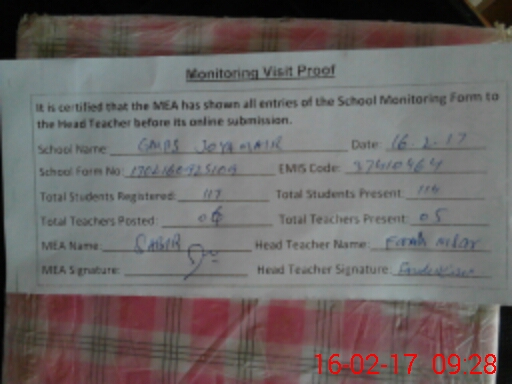 Monitoring Visit Proof
It is certified that the MEA has shown all entries of the School Monitoring Form to
the Head Teacher before its online submission.
School Name: Date: 16.2.17
School Form No: EMIS Code: 37410464
Total Students Registered: 117 Total Students Present: 114
Total Teachers Posted: 06 Total Teachers Present: 05
MEA Name: SABIR Head Teacher Name:
MEA Signature: Head Teacher Signature:
16-02-17 09:28